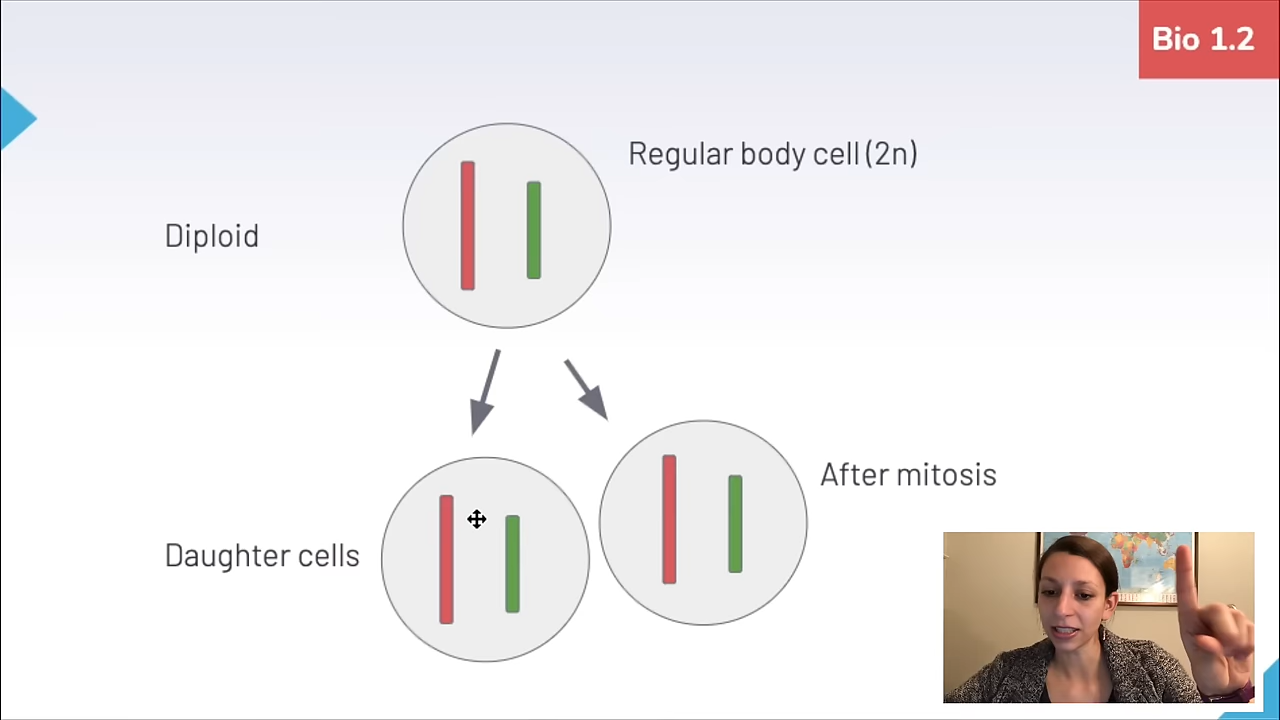 Bio 1.2
Regular body cell (2n)
Diploid
After mitosis
Daughter cells